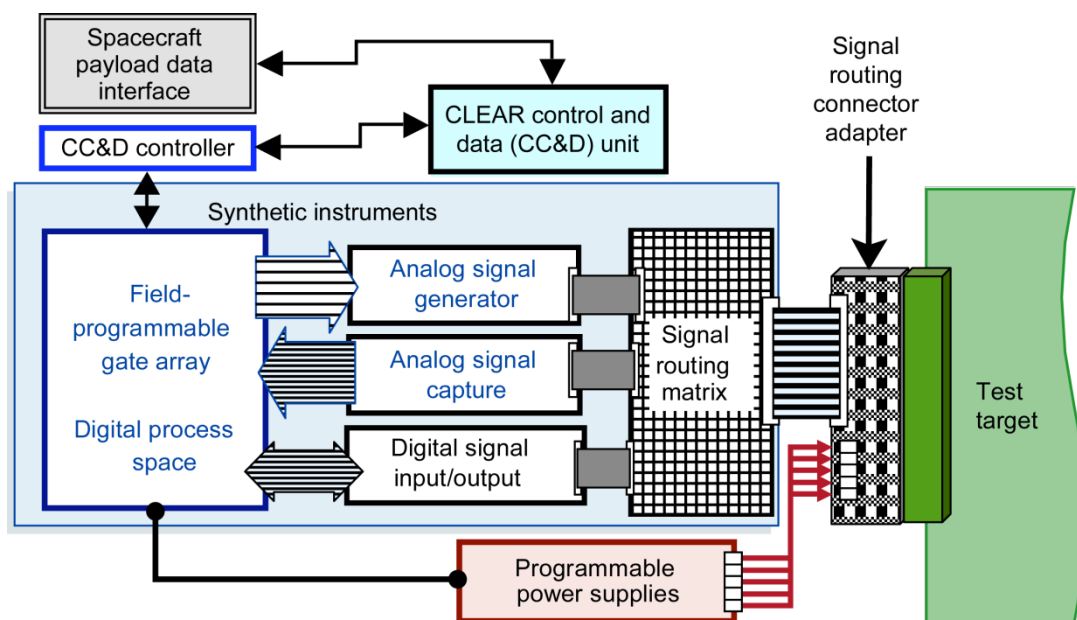 Spacecraft
payload data
interface
CC&D controller
CLEAR control and
data (CC&D) unit
Signal
routing
connector
adapter
Synthetic instruments
Field-
programmable
gate array
Digital process
space
Analog signal
generator
Analog signal
capture
Digital signal
input/output
Signal
routing
matrix
Test
target
Programmable
power supplies